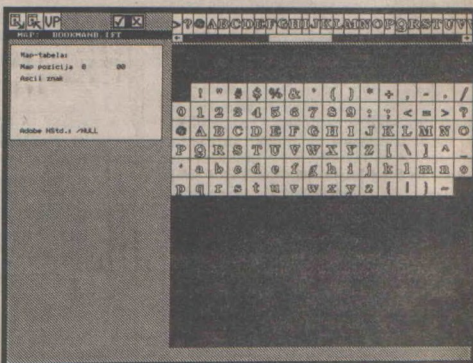 UP
> ? @ A B C D E F G H I J K L M N O P Q R S T U V
MAP: BOOKMAND.IFT
Map-tabela:
Map pozicija 0 00
Ascii znak
Adobe HStd.: /NULL
! " # $ % & ' ( ) * + , - . /
0 1 2 3 4 5 6 7 8 9 : ; < = > ?
@ A B C D E F G H I J K L M N O
P Q R S T U V W X Y Z [ \ ] ^ _
` a b c d e f g h i j k l m n o
p q r s t u v w x y z { | } ~